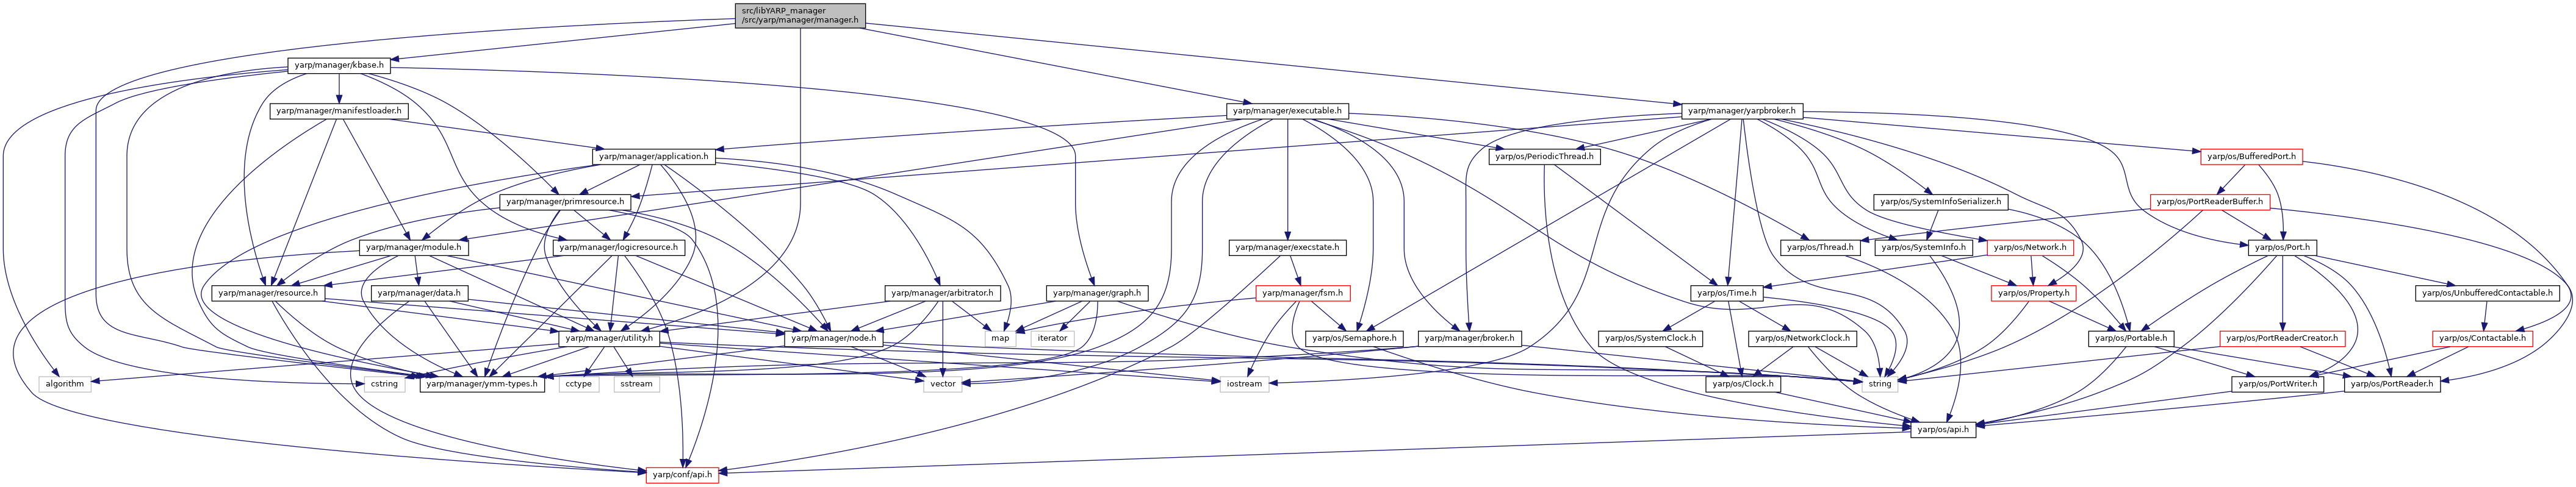 src/libYARP_manager
/src/yarp/manager/manager.h
yarp/manager/kbase.h
yarp/manager/manifestloader.h
yarp/manager/executable.h
yarp/manager/yarpbroker.h
yarp/manager/application.h
yarp/os/PeriodicThread.h
yarp/os/BufferedPort.h
yarp/manager/primresource.h
yarp/os/SystemInfoSerializer.h
yarp/os/PortReaderBuffer.h
yarp/manager/module.h
yarp/manager/logicresource.h
yarp/manager/execstate.h
yarp/os/Thread.h
yarp/os/SystemInfo.h
yarp/os/Network.h
yarp/os/Port.h
yarp/manager/resource.h
yarp/manager/data.h
yarp/manager/arbitrator.h
yarp/manager/graph.h
yarp/manager/fsm.h
yarp/os/Time.h
yarp/os/Property.h
yarp/os/UnbufferedContactable.h
yarp/manager/utility.h
yarp/manager/node.h
map
iterator
yarp/os/Semaphore.h
yarp/manager/broker.h
yarp/os/SystemClock.h
yarp/os/NetworkClock.h
yarp/os/Portable.h
yarp/os/PortReaderCreator.h
yarp/os/Contactable.h
algorithm
cstring
yarp/manager/ymm-types.h
cctype
sstream
vector
iostream
yarp/os/Clock.h
string
yarp/os/PortWriter.h
yarp/os/PortReader.h
yarp/os/api.h
yarp/conf/api.h